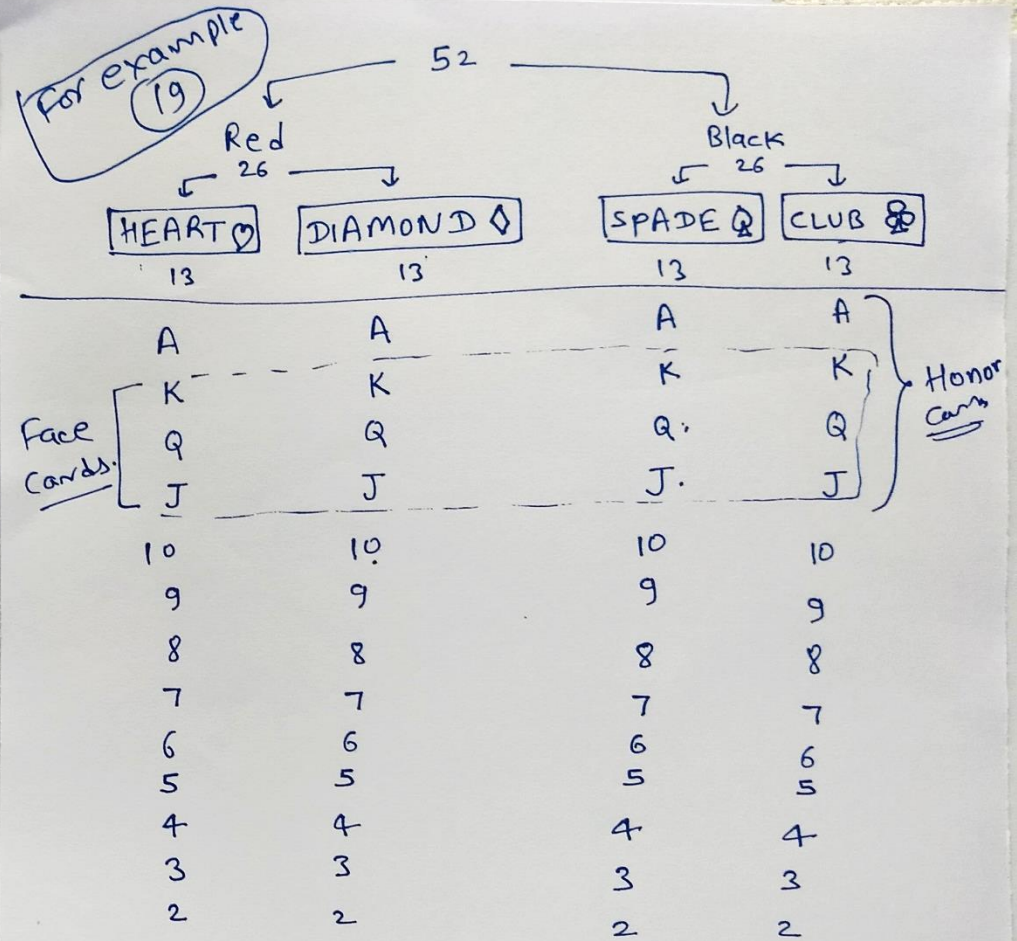 For example
19
52
Red Black
26 26
HEART DIAMOND SPADE CLUB
13 13 13 13
A A A A
K K K K
Honor
Face Q Q Q Q
Cards. J J J. J
10 10 10 10
9 9 9 9
8 8 8 8
7 7 7 7
6 6 6 6
5 5 5 5
4 4 4 4
3 3 3 3
2 2 2 2